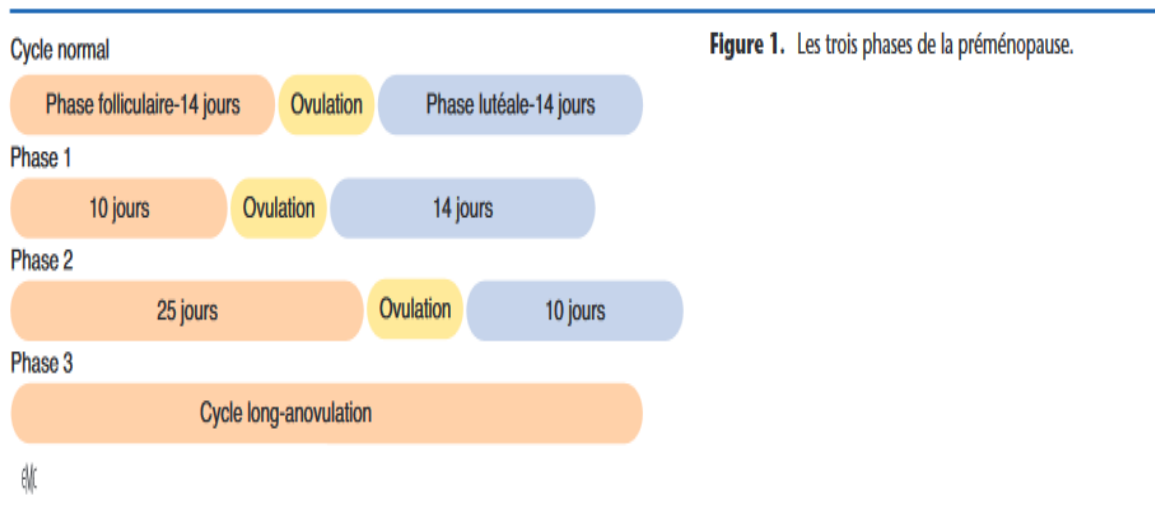 Figure 1. Les trois phases de la préménopause.
Cycle normal
Phase folliculaire-14 jours Ovulation Phase lutéale-14 jours
Phase 1
10 jours Ovulation 14 jours
Phase 2
25 jours Ovulation 10 jours
Phase 3
Cycle long-anovulation
EMC